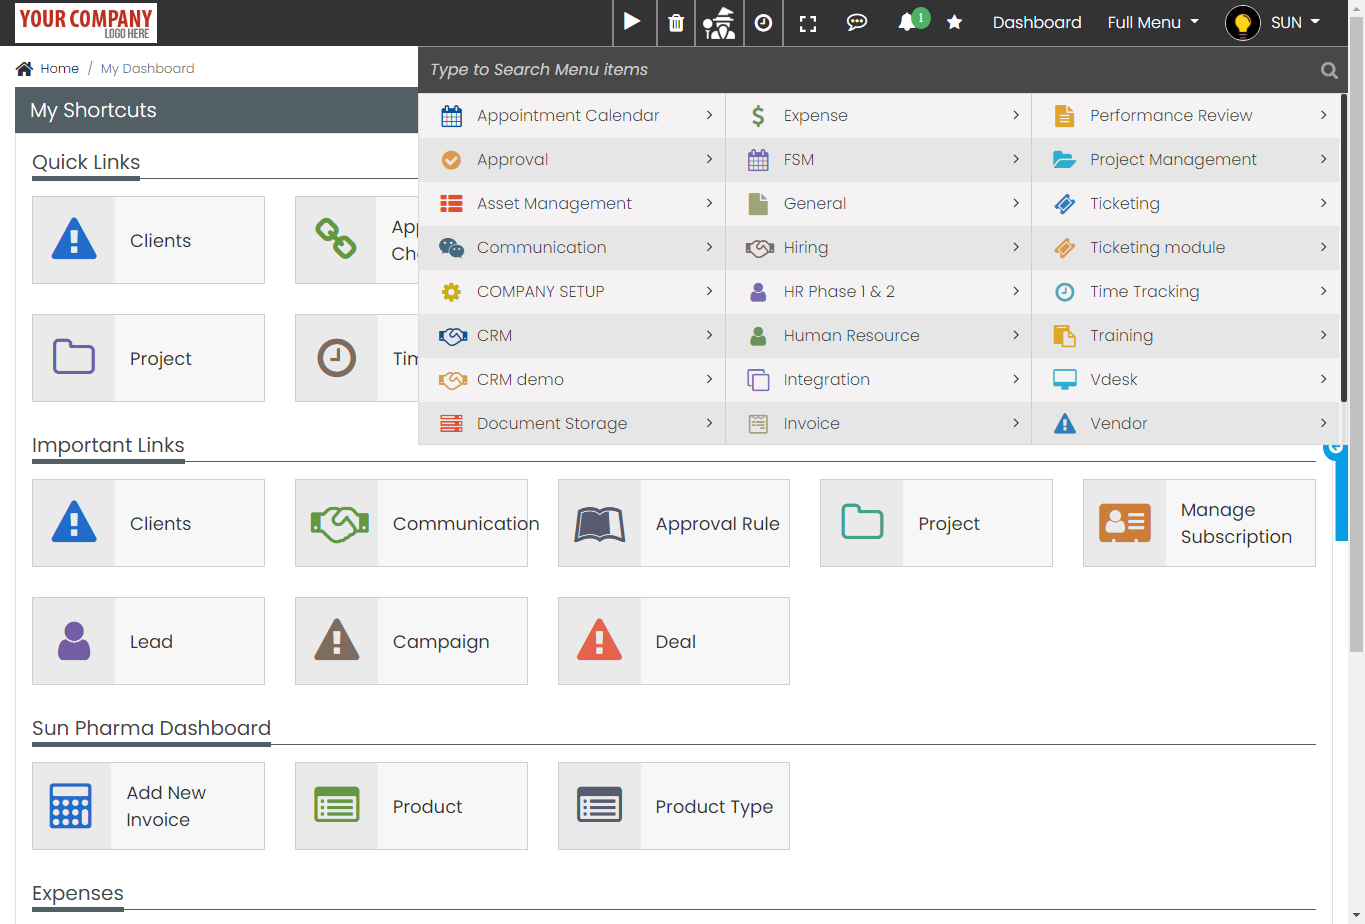 YOUR COMPANY
LOGO HERE
1
Dashboard
Full Menu
SUN
Home / My Dashboard
Type to Search Menu items
My Shortcuts
Appointment Calendar
Expense
Performance Review
Approval
FSM
Project Management
Asset Management
General
Ticketing
Communication
Hiring
Ticketing module
COMPANY SETUP
HR Phase 1 & 2
Time Tracking
CRM
Human Resource
Training
CRM demo
Integration
Vdesk
Document Storage
Invoice
Vendor
Quick Links
Clients
Project
Important Links
Clients
Communication
Approval Rule
Project
Manage
Subscription
Lead
Campaign
Deal
Sun Pharma Dashboard
Add New
Invoice
Product
Product Type
Expenses